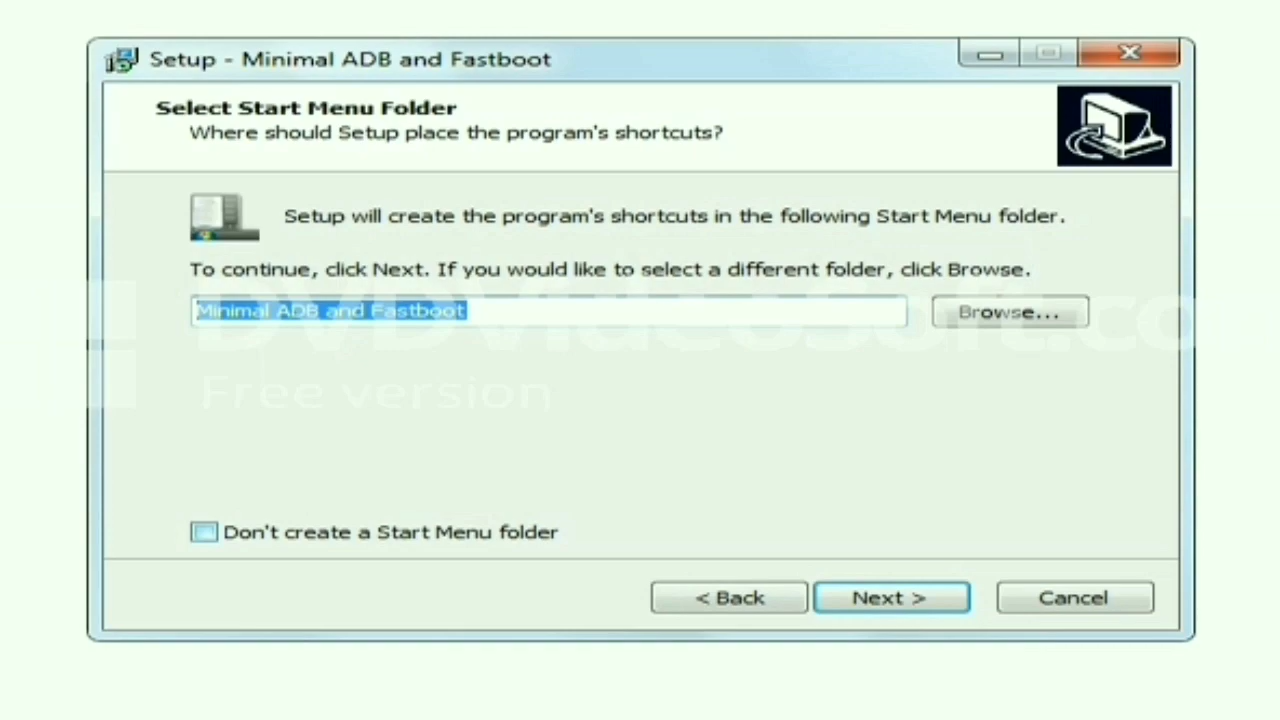 Setup - Minimal ADB and Fastboot
Select Start Menu Folder
Where should Setup place the program's shortcuts?
Setup will create the program's shortcuts in the following Start Menu folder.
To continue, click Next. If you would like to select a different folder, click Browse.
Minimal ADB and Fastboot
Browse...
DVDVideoSoft.co
Free version
Don't create a Start Menu folder
< Back
Next >
Cancel